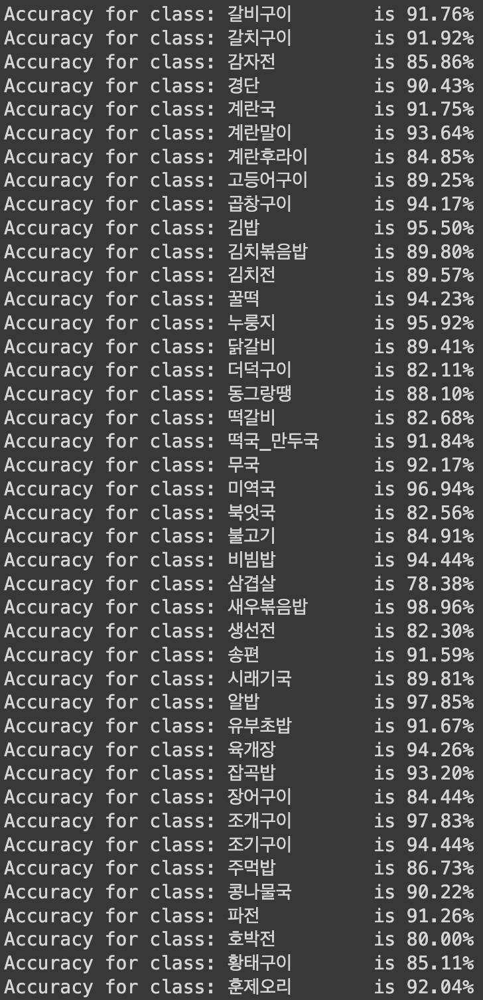 Accuracy for class: 갈비구이 is 91.76%
Accuracy for class: 갈치구이 is 91.92%
Accuracy for class: 감자전 is 85.86%
Accuracy for class: 경단 is 90.43%
Accuracy for class: 계란국 is 91.75%
Accuracy for class: 계란말이 is 93.64%
Accuracy for class: 계란후라이 is 84.85%
Accuracy for class: 고등어구이 is 89.25%
Accuracy for class: 곱창구이 is 94.17%
Accuracy for class: 김밥 is 95.50%
Accuracy for class: 김치볶음밥 is 89.80%
Accuracy for class: 김치전 is 89.57%
Accuracy for class: 꿀떡 is 94.23%
Accuracy for class: 누룽지 is 95.92%
Accuracy for class: 닭갈비 is 89.41%
Accuracy for class: 더덕구이 is 82.11%
Accuracy for class: 동그랑땡 is 88.10%
Accuracy for class: 떡갈비 is 82.68%
Accuracy for class: 떡국_만두국 is 91.84%
Accuracy for class: 무국 is 92.17%
Accuracy for class: 미역국 is 96.94%
Accuracy for class: 북엇국 is 82.56%
Accuracy for class: 불고기 is 84.91%
Accuracy for class: 비빔밥 is 94.44%
Accuracy for class: 삼겹살 is 78.38%
Accuracy for class: 새우볶음밥 is 98.96%
Accuracy for class: 생선전 is 82.30%
Accuracy for class: 송편 is 91.59%
Accuracy for class: 시래기국 is 89.81%
Accuracy for class: 알밥 is 97.85%
Accuracy for class: 유부초밥 is 91.67%
Accuracy for class: 육개장 is 94.26%
Accuracy for class: 잡곡밥 is 93.20%
Accuracy for class: 장어구이 is 84.44%
Accuracy for class: 조개구이 is 97.83%
Accuracy for class: 조기구이 is 94.44%
Accuracy for class: 주먹밥 is 86.73%
Accuracy for class: 콩나물국 is 90.22%
Accuracy for class: 파전 is 91.26%
Accuracy for class: 호박전 is 80.00%
Accuracy for class: 황태구이 is 85.11%
Accuracy for class: 훈제오리 is 92.04%